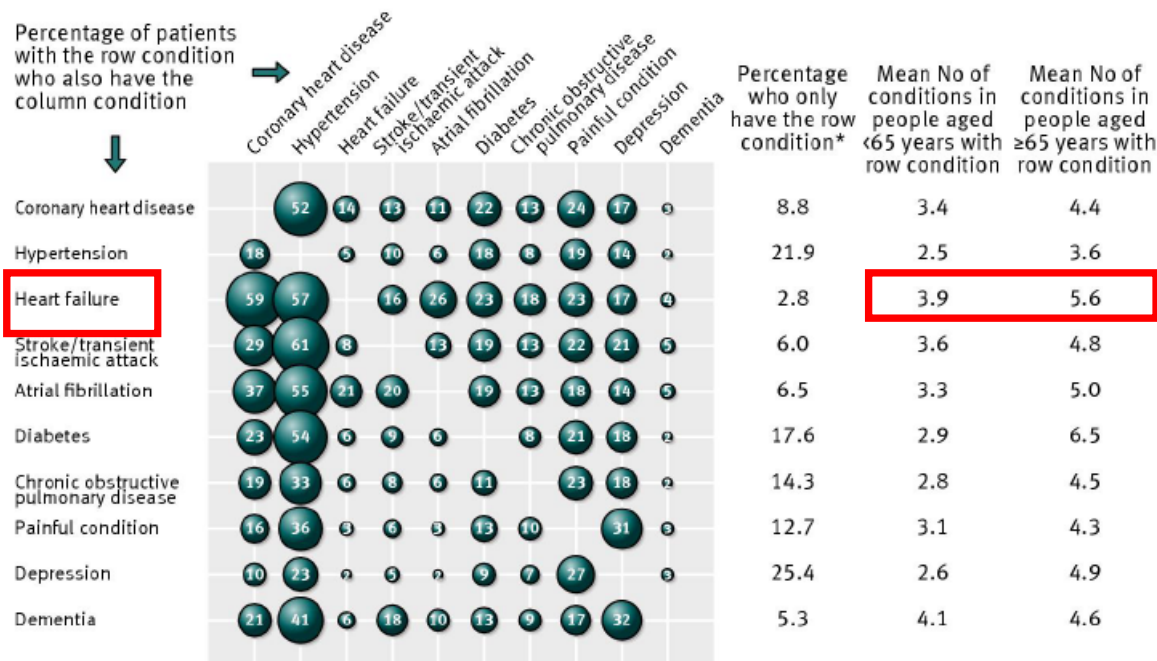 Percentage of patients
with the row condition
who also have the
column condition
Coronary heart disease
Hypertension
Heart failure
Stroke/transient
ischaemic attack
Atrial fibrillation
Diabetes
Chronic obstructive
pulmonary disease
Painful condition
Depression
Dementia
Percentage
who only
have the row
condition*
Mean No of
conditions in
people aged
<65 years with
row condition
Mean No of
conditions in
people aged
≥65 years with
row condition
Coronary heart disease 52 14 13 11 22 13 24 17 3 8.8 3.4 4.4
Hypertension 18 5 10 6 18 8 19 14 2 21.9 2.5 3.6
Heart failure 59 57 16 26 23 18 23 17 4 2.8 3.9 5.6
Stroke/transient
ischaemic attack 29 61 8 13 19 13 22 21 5 6.0 3.6 4.8
Atrial fibrillation 37 55 21 20 19 13 18 14 5 6.5 3.3 5.0
Diabetes 23 54 6 9 6 8 21 18 2 17.6 2.9 6.5
Chronic obstructive
pulmonary disease 19 33 6 8 6 11 23 18 2 14.3 2.8 4.5
Painful condition 16 36 3 6 3 13 10 31 3 12.7 3.1 4.3
Depression 10 23 2 5 2 9 7 27 3 25.4 2.6 4.9
Dementia 21 41 6 18 10 13 9 17 32 5.3 4.1 4.6